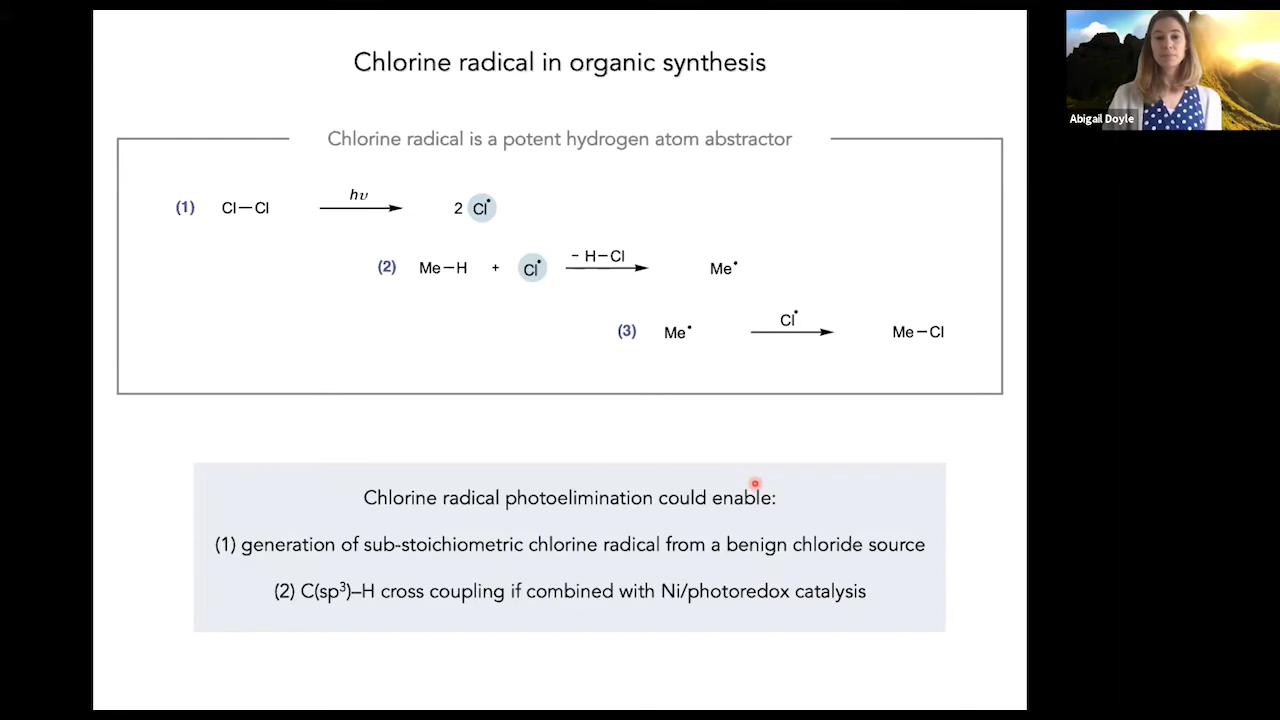 Chlorine radical in organic synthesis
Abigail Doyle
Chlorine radical is a potent hydrogen atom abstractor
(1) Cl—Cl hυ 2 Cl•
(2) Me—H + Cl• - H—Cl Me•
(3) Me• Cl• Me—Cl
Chlorine radical photoelimination could enable:
(1) generation of sub-stoichiometric chlorine radical from a benign chloride source
(2) C(sp³)–H cross coupling if combined with Ni/photoredox catalysis